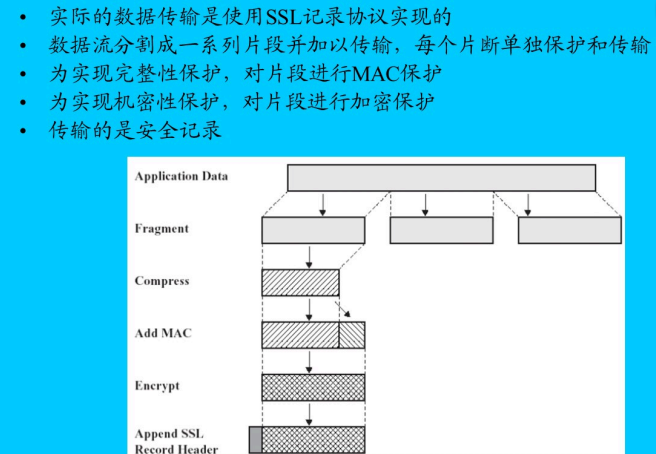 • 实际的数据传输是使用SSL记录协议实现的
• 数据流分割成一系列片段并加以传输，每个片断单独保护和传输
• 为实现完整性保护，对片段进行MAC保护
• 为实现机密性保护，对片段进行加密保护
• 传输的是安全记录
Application Data
Fragment
Compress
Add MAC
Encrypt
Append SSL
Record Header